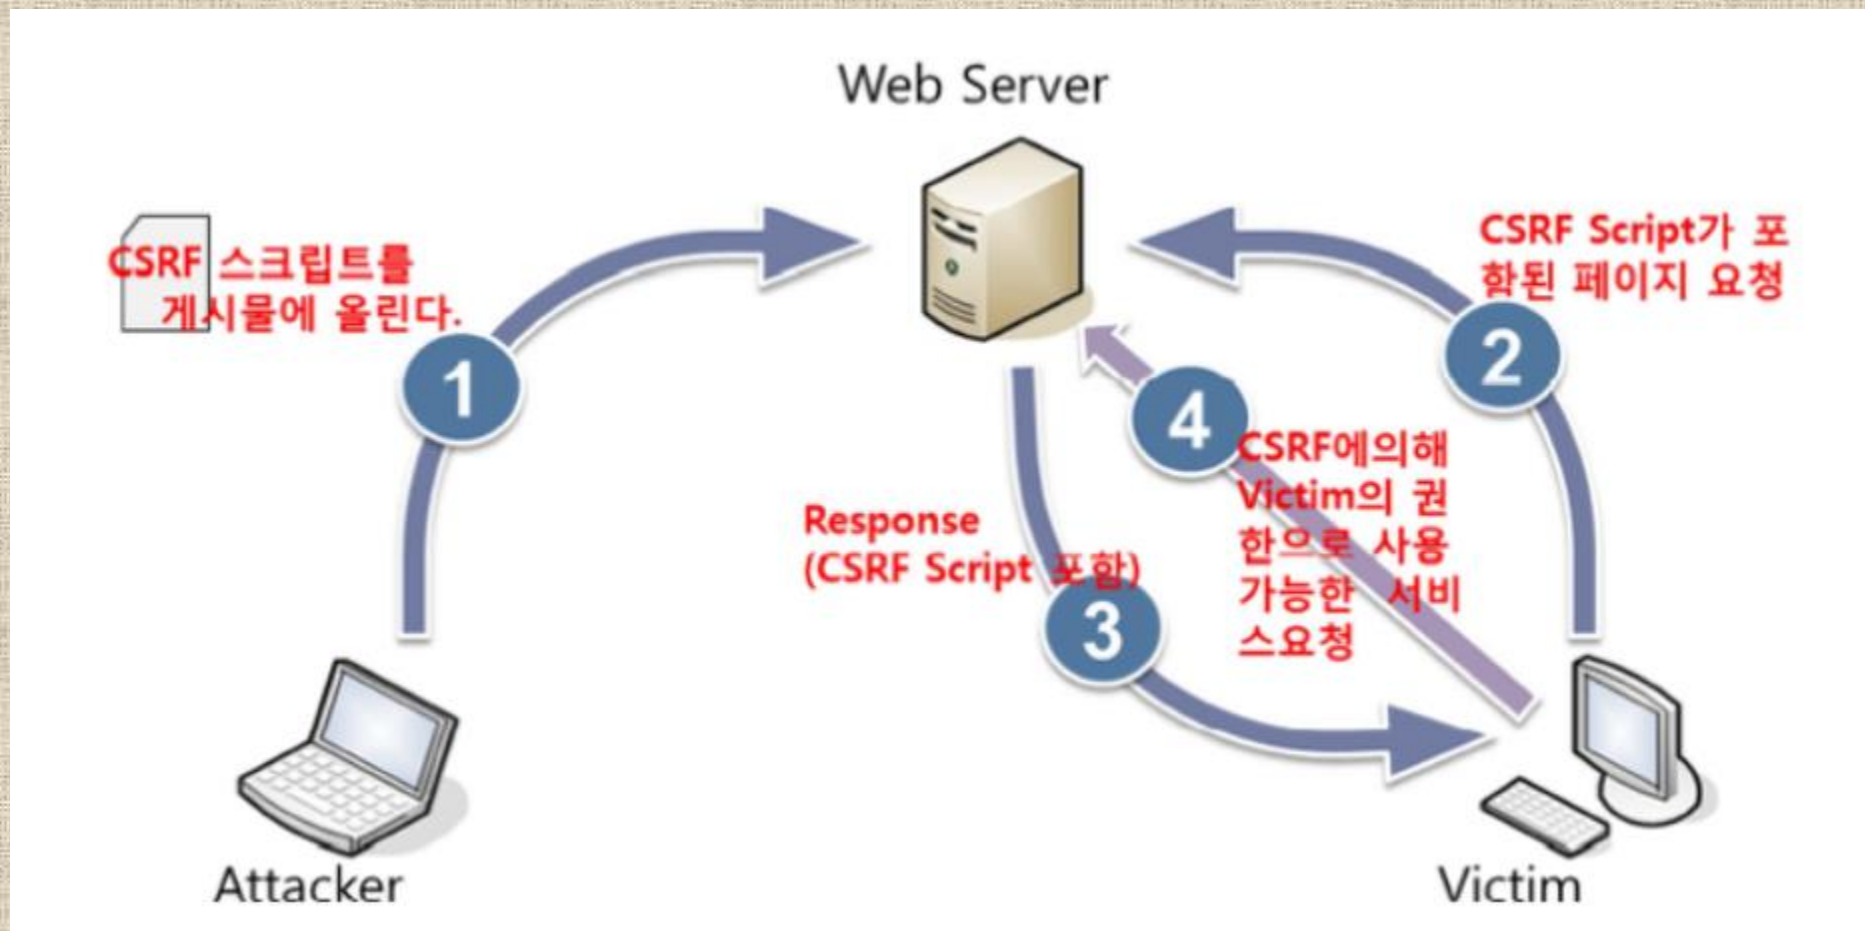 Web Server
CSRF 스크립트를
게시물에 올린다.
1
CSRF Script가 포
함된 페이지 요청
2
Response
(CSRF Script 포함)
3
4
CSRF에의해
Victim의 권
한으로 사용
가능한 서비
스요청
Attacker
Victim